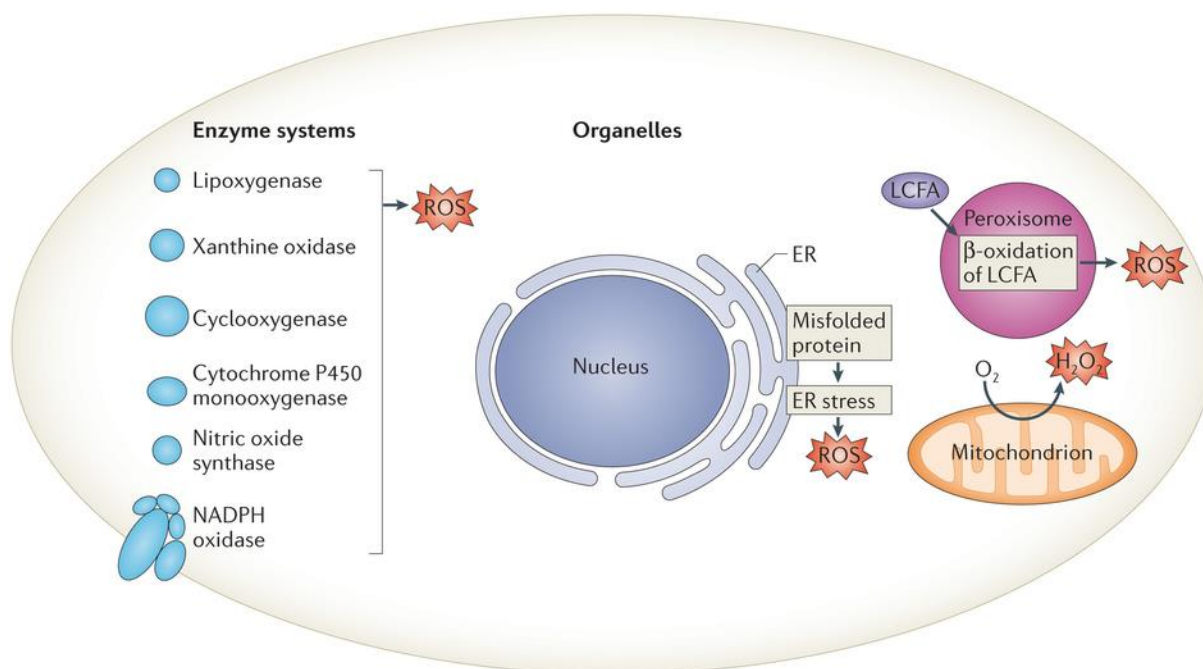 Enzyme systems
Lipoxygenase
Xanthine oxidase
Cyclooxygenase
Cytochrome P450
monooxygenase
Nitric oxide
synthase
NADPH
oxidase
ROS
Organelles
Nucleus
ER
Misfolded
protein
ER stress
ROS
LCFA
Peroxisome
β-oxidation
of LCFA
ROS
O₂
H₂O₂
Mitochondrion